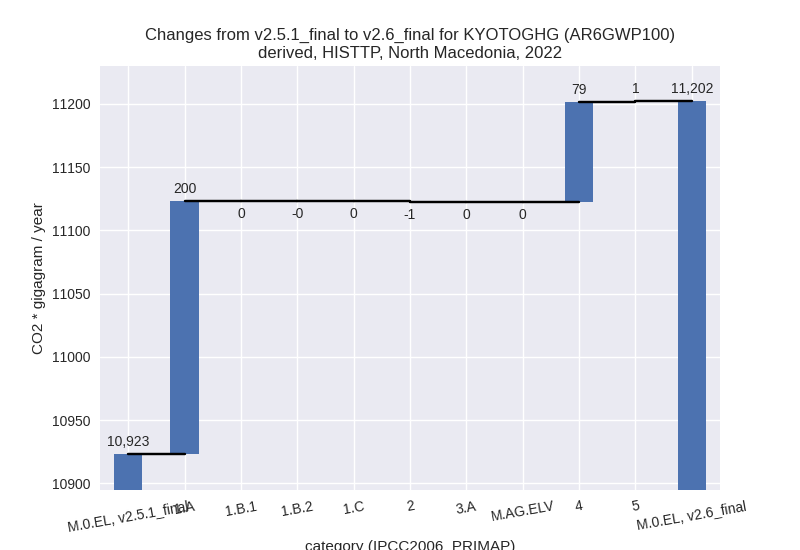 Changes from v2.5.1_final to v2.6_final for KYOTOGHG (AR6GWP100)
derived, HISTTP, North Macedonia, 2022
CO2 * gigagram / year
11200
11150
11100
11050
11000
10950
10900
10,923
200
0
-0
0
-1
0
0
79
1
11,202
M.0.EL, v2.5.1_final
1.A
1.B.1
1.B.2
1.C
2
3.A
M.AG.ELV
4
5
M.0.EL, v2.6_final
category (IPCC2006_PRIMAP)